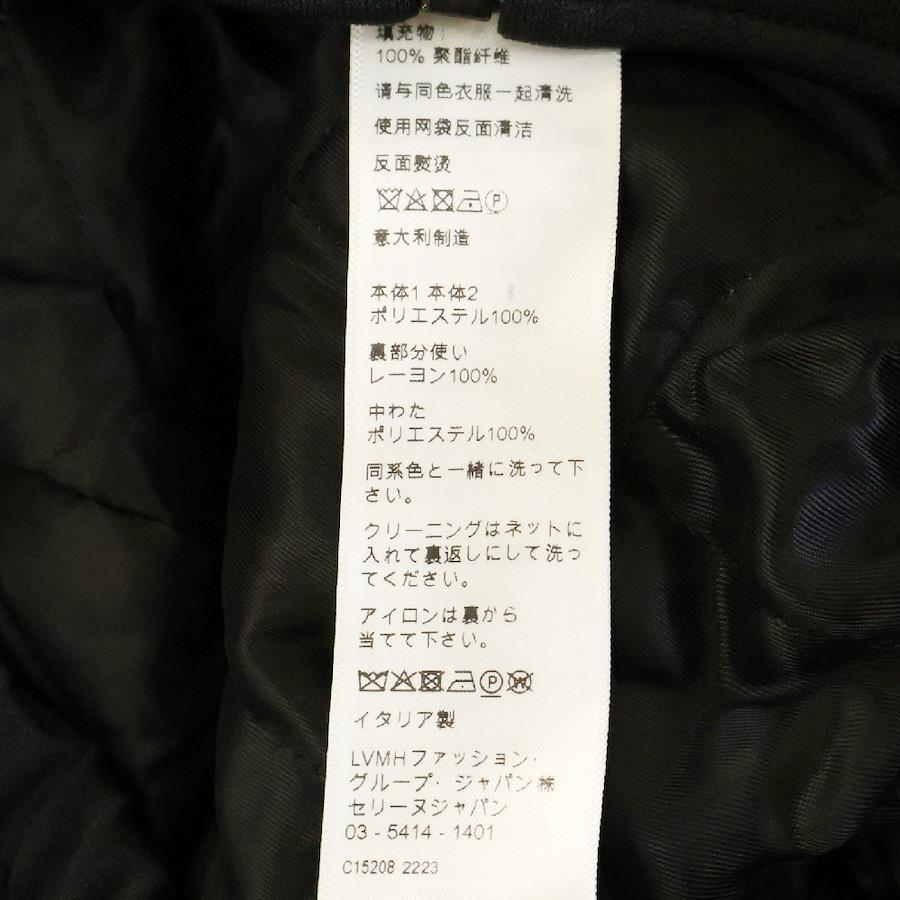 填充物：
100% 聚酯纤维
请与同色衣服一起清洗
使用网袋反面清洁
反面熨烫
P
意大利制造
本体1 本体2
ポリエステル100%
裏部分使い
レーヨン100%
中わた
ポリエステル100%
同系色と一緒に洗って下
さい。
クリーニングはネットに
入れて裏返しにして洗っ
てください。
アイロンは裏から
当てて下さい。
P W
イタリア製
LVMHファッション・
グループ・ジャパン㈱
セリーヌジャパン
03 - 5414 - 1401
C15208 2223